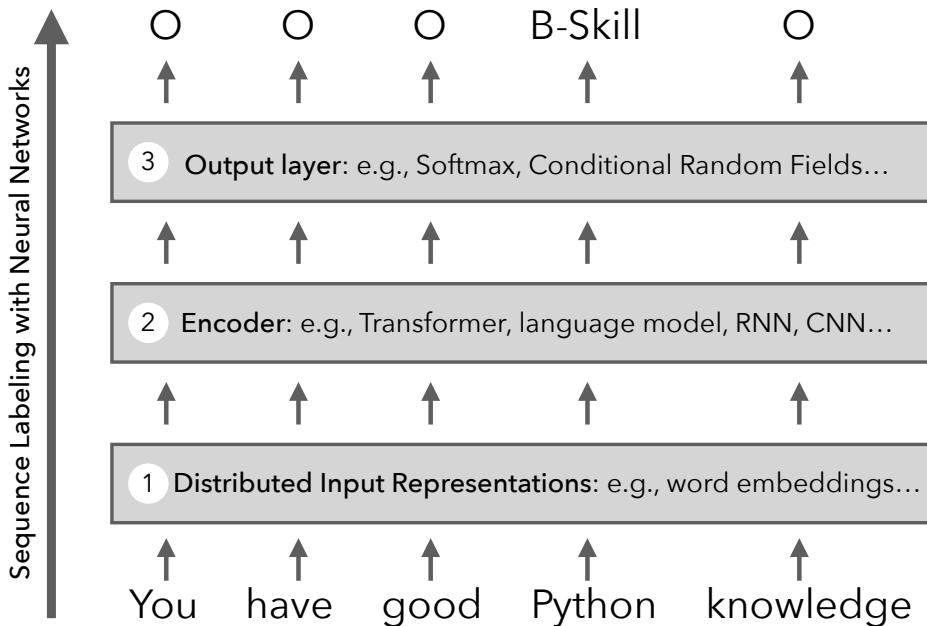 Sequence Labeling with Neural Networks
O O O B-Skill O
3 Output layer: e.g., Softmax, Conditional Random Fields…
2 Encoder: e.g., Transformer, language model, RNN, CNN…
1 Distributed Input Representations: e.g., word embeddings…
You have good Python knowledge